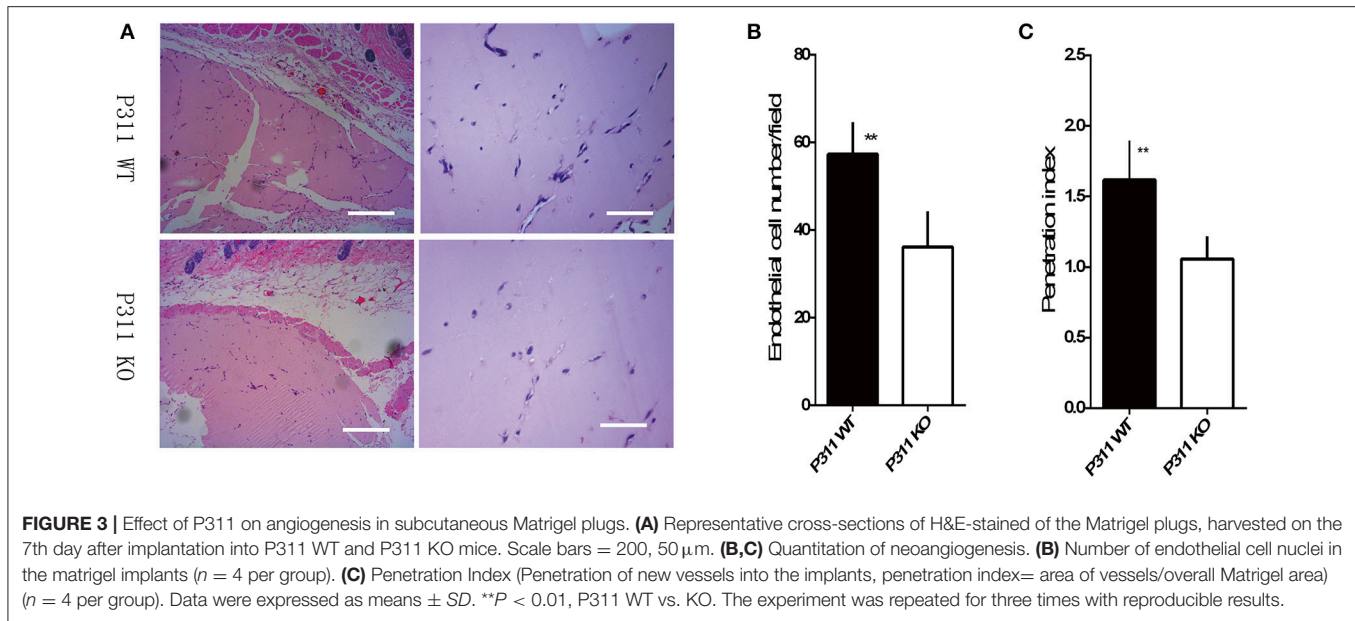 A
P311 WT
P311 KO
B
Endothelial cell number/field
80
60
40
20
0.0
**
P311 WT
P311 KO
C
Penetration index
2.5
2.0
1.5
1.0
0.5
0.0
**
P311 WT
P311 KO
FIGURE 3 | Effect of P311 on angiogenesis in subcutaneous Matrigel plugs. (A) Representative cross-sections of H&E-stained of the Matrigel plugs, harvested on the
7th day after implantation into P311 WT and P311 KO mice. Scale bars = 200, 50 μm. (B,C) Quantitation of neoangiogenesis. (B) Number of endothelial cell nuclei in
the matrigel implants (n = 4 per group). (C) Penetration Index (Penetration of new vessels into the implants, penetration index= area of vessels/overall Matrigel area)
(n = 4 per group). Data were expressed as means ± SD. **P < 0.01, P311 WT vs. KO. The experiment was repeated for three times with reproducible results.